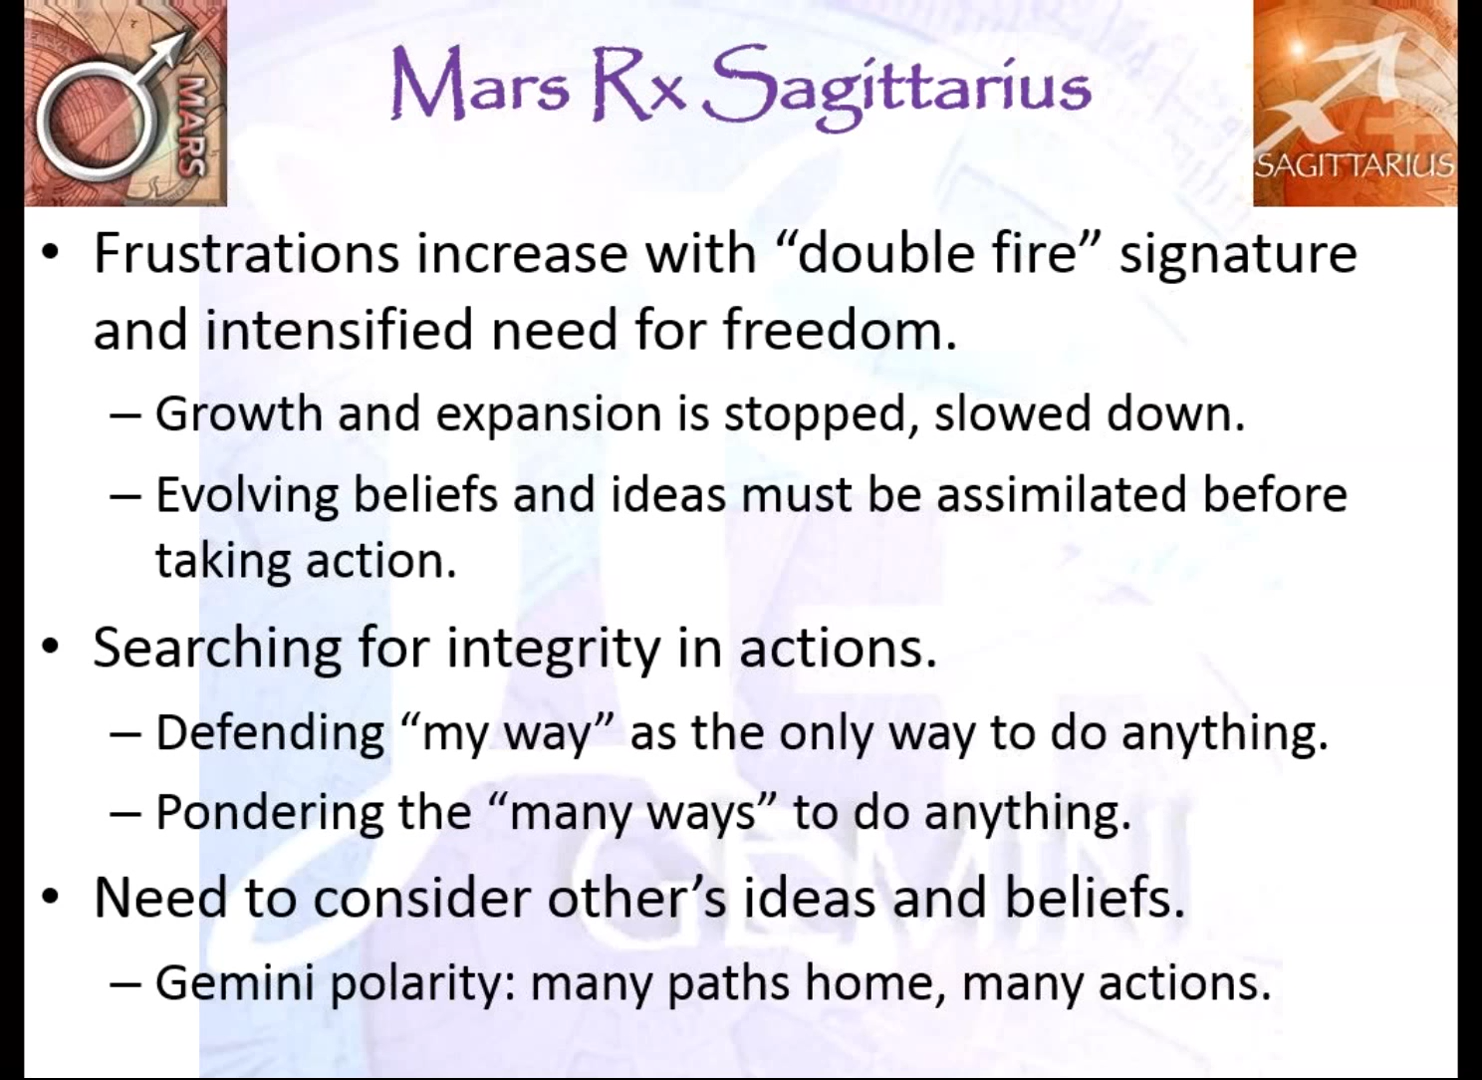 MARS
Mars Rx Sagittarius
SAGITTARIUS
• Frustrations increase with “double fire” signature
and intensified need for freedom.
– Growth and expansion is stopped, slowed down.
– Evolving beliefs and ideas must be assimilated before
taking action.
• Searching for integrity in actions.
– Defending “my way” as the only way to do anything.
– Pondering the “many ways” to do anything.
• Need to consider other’s ideas and beliefs.
GEMINI
– Gemini polarity: many paths home, many actions.